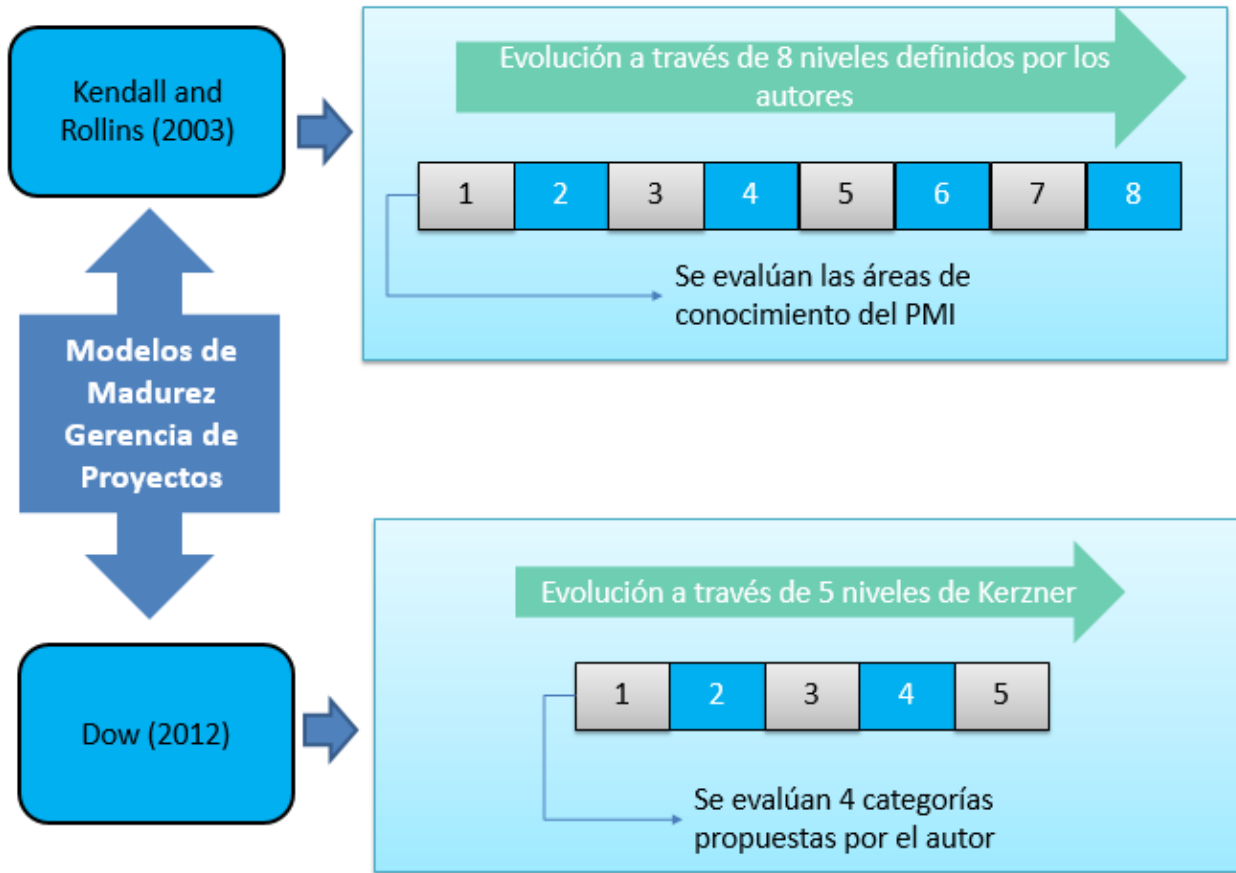 Kendall and
Rollins (2003)
Evolución a través de 8 niveles definidos por los
autores
1 2 3 4 5 6 7 8
Se evalúan las áreas de
conocimiento del PMI
Modelos de
Madurez
Gerencia de
Proyectos
Dow (2012)
Evolución a través de 5 niveles de Kerzner
1 2 3 4 5
Se evalúan 4 categorías
propuestas por el autor